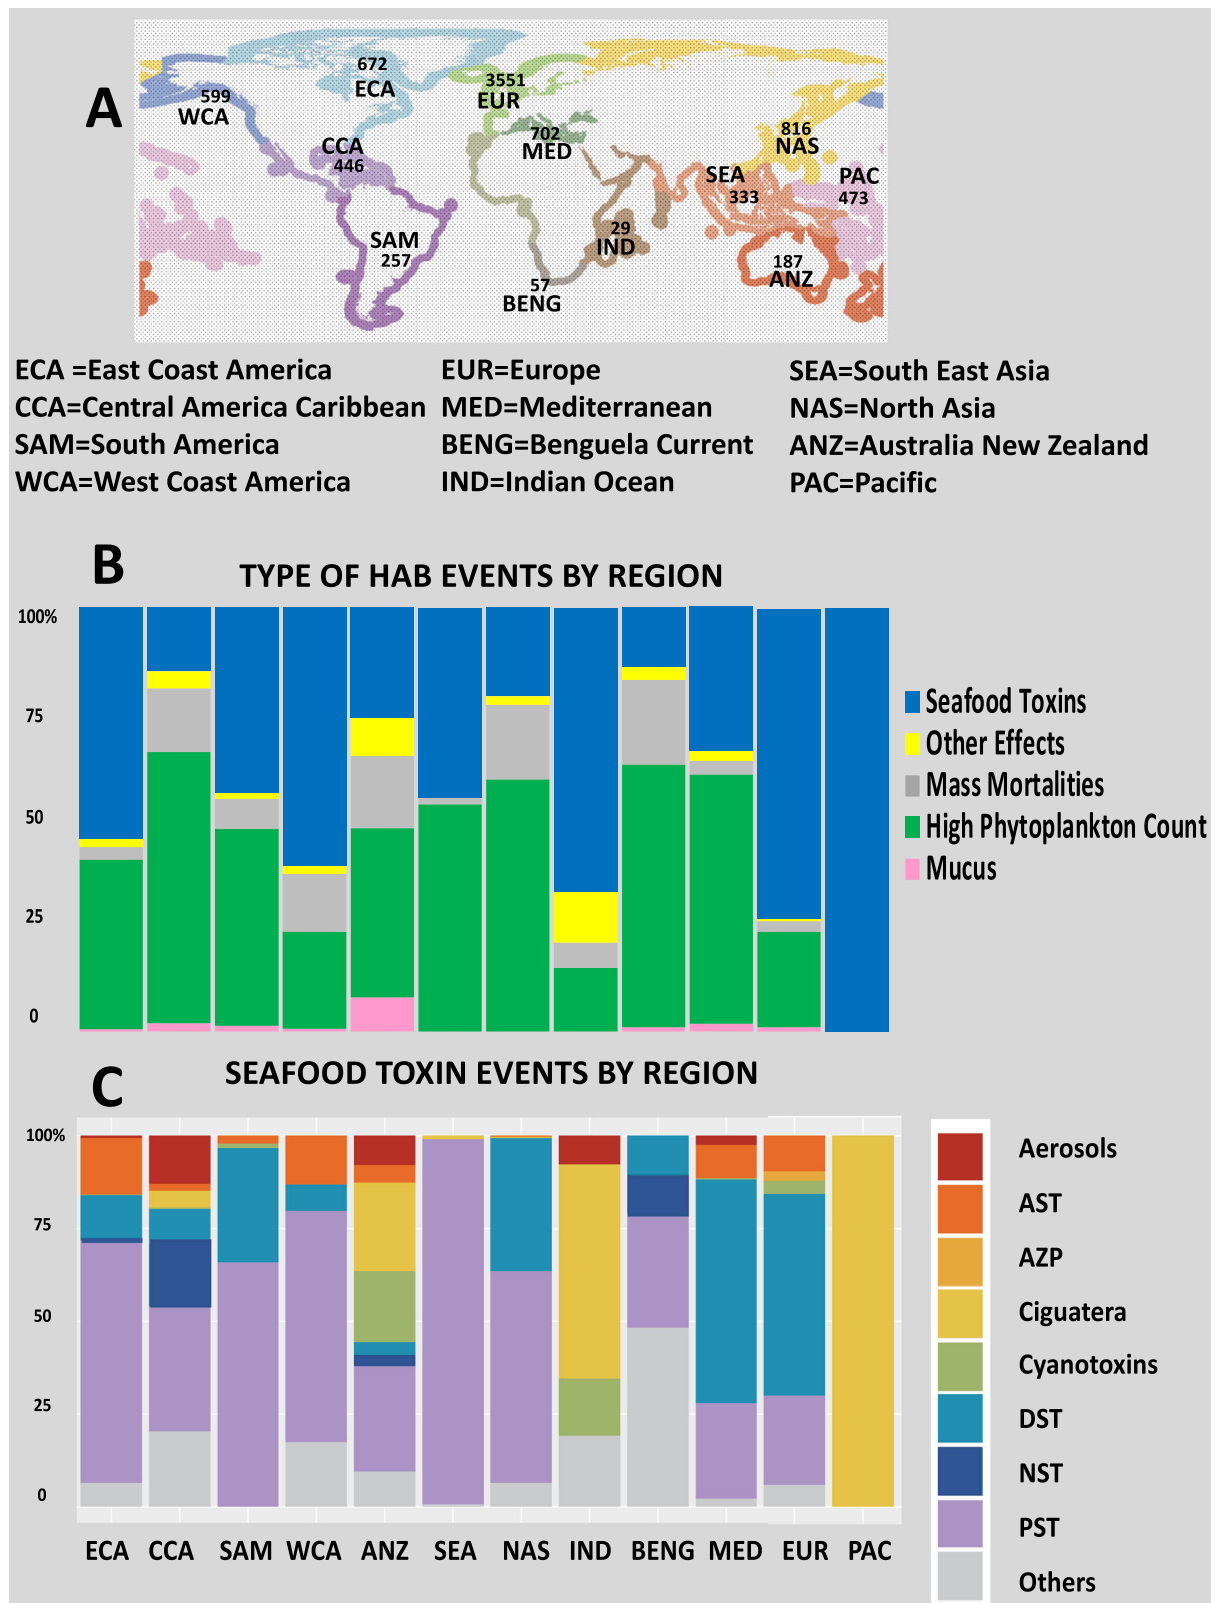 A
672
ECA
599
WCA
3551
EUR
702
MED
816
NAS
CCA
446
SEA
333
PAC
473
SAM
257
29
IND
187
ANZ
57
BENG
ECA =East Coast America
EUR=Europe
SEA=South East Asia
CCA=Central America Caribbean
MED=Mediterranean
NAS=North Asia
SAM=South America
BENG=Benguela Current
ANZ=Australia New Zealand
WCA=West Coast America
IND=Indian Ocean
PAC=Pacific
B
TYPE OF HAB EVENTS BY REGION
100%
75
50
25
0
Seafood Toxins
Other Effects
Mass Mortalities
High Phytoplankton Count
Mucus
C
SEAFOOD TOXIN EVENTS BY REGION
100%
75
50
25
0
ECA CCA SAM WCA ANZ SEA NAS IND BENG MED EUR PAC
Aerosols
AST
AZP
Ciguatera
Cyanotoxins
DST
NST
PST
Others